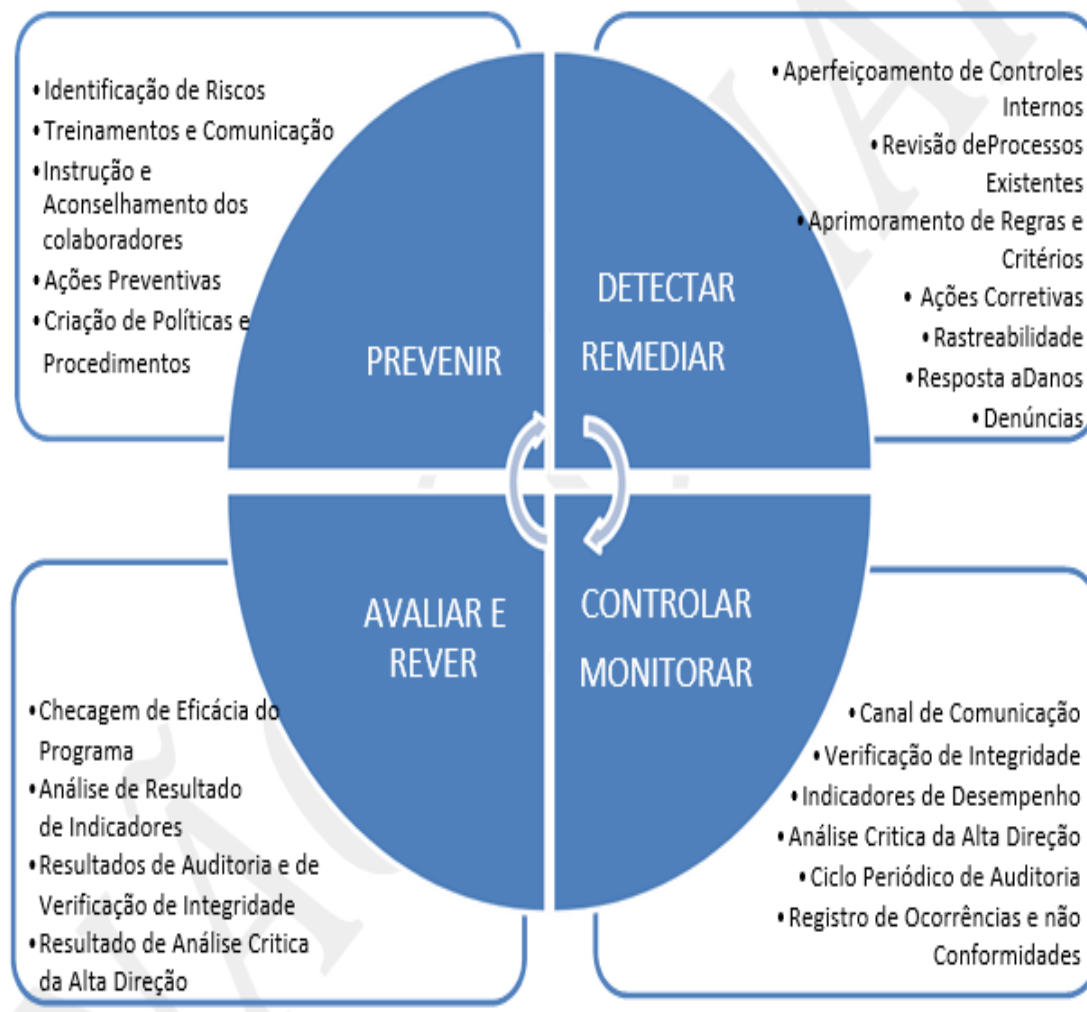 • Identificação de Riscos
• Treinamentos e Comunicação
• Instrução e
Aconselhamento dos
colaboradores
• Ações Preventivas
• Criação de Políticas e
Procedimentos
PREVENIR
• Aperfeiçoamento de Controles
Internos
• Revisão deProcessos
Existentes
• Aprimoramento de Regras e
Critérios
• Ações Corretivas
• Rastreabilidade
• Resposta aDanos
• Denúncias
DETECTAR
REMEDIAR
AVALIAR E
REVER
• Checagem de Eficácia do
Programa
• Análise de Resultado
de Indicadores
• Resultados de Auditoria e de
Verificação de Integridade
• Resultado de Análise Critica
da Alta Direção
CONTROLAR
MONITORAR
• Canal de Comunicação
• Verificação de Integridade
• Indicadores de Desempenho
• Análise Critica da Alta Direção
• Ciclo Periódico de Auditoria
• Registro de Ocorrências e não
Conformidades